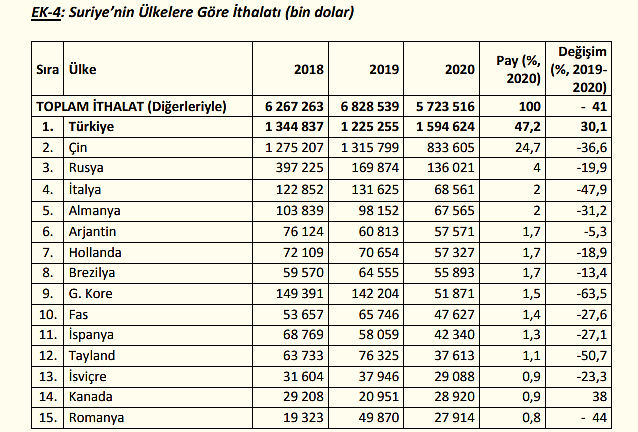 EK-4: Suriye'nin Ülkelere Göre İthalatı (bin dolar)
Sıra Ülke 2018 2019 2020 Pay (%, 2020) Değişim (%, 2019-2020)
TOPLAM İTHALAT (Diğerleriyle) 6 267 263 6 828 539 5 723 516 100 - 41
1. Türkiye 1 344 837 1 225 255 1 594 624 47,2 30,1
2. Çin 1 275 207 1 315 799 833 605 24,7 -36,6
3. Rusya 397 225 169 874 136 021 4 -19,9
4. İtalya 122 852 131 625 68 561 2 -47,9
5. Almanya 103 839 98 152 67 565 2 -31,2
6. Arjantin 76 124 60 813 57 571 1,7 -5,3
7. Hollanda 72 109 70 654 57 327 1,7 -18,9
8. Brezilya 59 570 64 555 55 893 1,7 -13,4
9. G. Kore 149 391 142 204 51 871 1,5 -63,5
10. Fas 53 657 65 746 47 627 1,4 -27,6
11. İspanya 68 769 58 059 42 340 1,3 -27,1
12. Tayland 63 733 76 325 37 613 1,1 -50,7
13. İsviçre 31 604 37 946 29 088 0,9 -23,3
14. Kanada 29 208 20 951 28 920 0,9 38
15. Romanya 19 323 49 870 27 914 0,8 - 44